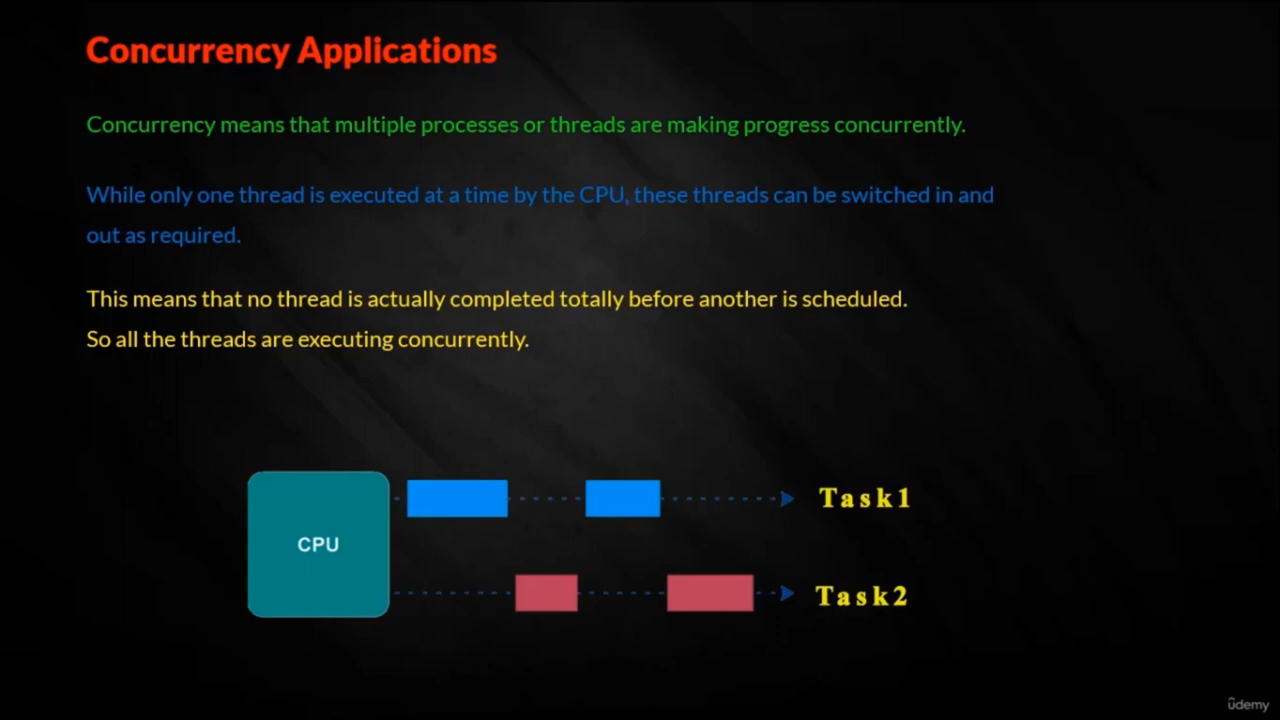 Concurrency Applications
Concurrency means that multiple processes or threads are making progress concurrently.
While only one thread is executed at a time by the CPU, these threads can be switched in and
out as required.
This means that no thread is actually completed totally before another is scheduled.
So all the threads are executing concurrently.
CPU
Task1
Task2
ûdemy